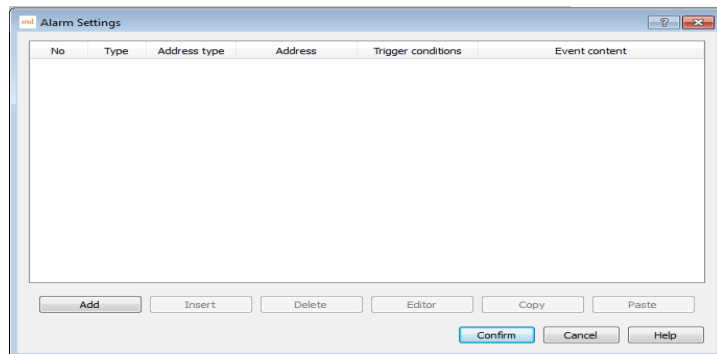 Alarm Settings
No Type Address type Address Trigger conditions Event content
Add Insert Delete Editor Copy Paste
Confirm Cancel Help